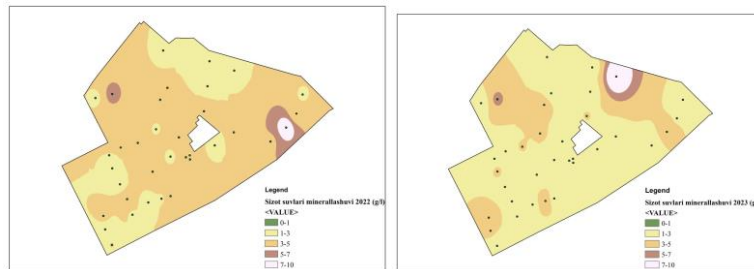 Legend
Sizot suvlari minerallashuvi 2022 (g/l)
<VALUE>
0-1
1-3
3-5
5-7
7-10
Legend
Sizot suvlari minerallashuvi 2023 (g
<VALUE>
0-1
1-3
3-5
5-7
7-10